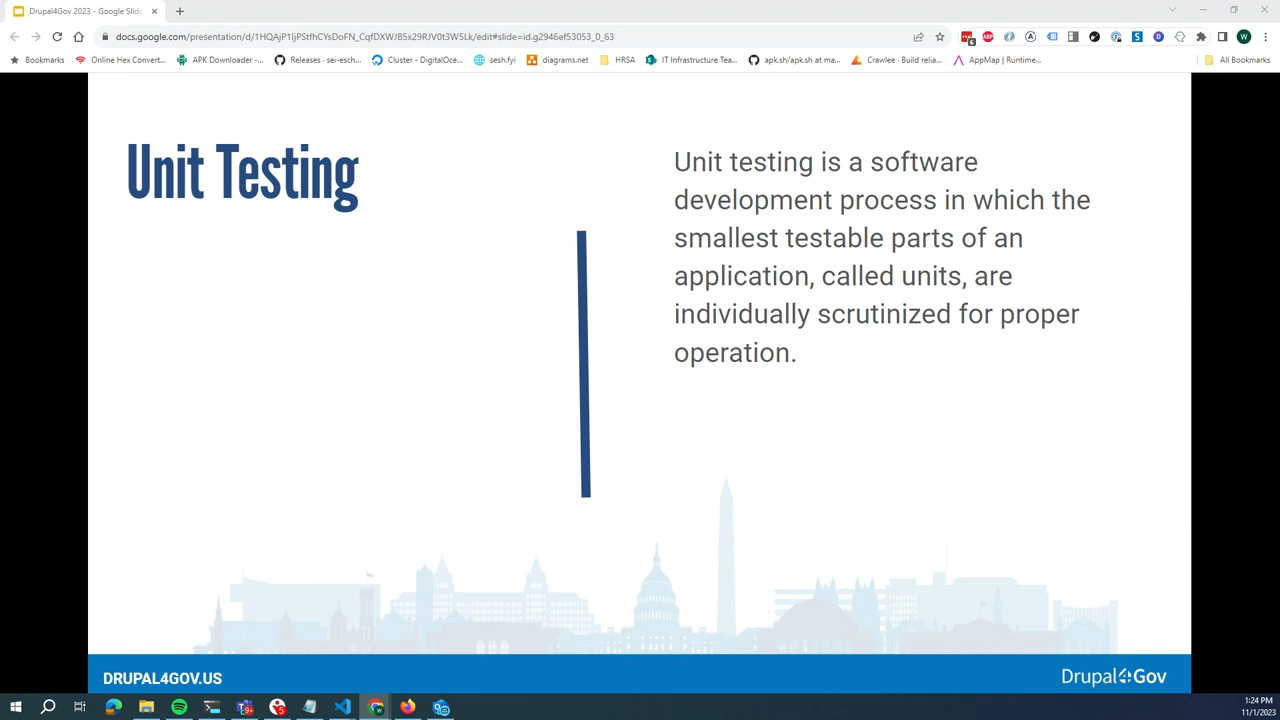 Drupal4Gov 2023 - Google Slide
docs.google.com/presentation/d/1HQAjP1IjPStfhCYsDoFN_CqfDXWJB5x29RJV0t3W5Lk/edit#slide=id.g2946ef53053_0_63
Bookmarks
Online Hex Convert...
APK Downloader -...
Releases · sei-esch...
Cluster - DigitalOce...
sesh.fyi
diagrams.net
HRSA
IT Infrastructure Tea...
apk.sh/apk.sh at ma...
Crawlee · Build relia...
AppMap | Runtime...
All Bookmarks
Unit Testing
Unit testing is a software
development process in which the
smallest testable parts of an
application, called units, are
individually scrutinized for proper
operation.
DRUPAL4GOV.US
Drupal4Gov
1:24 PM
11/1/2023